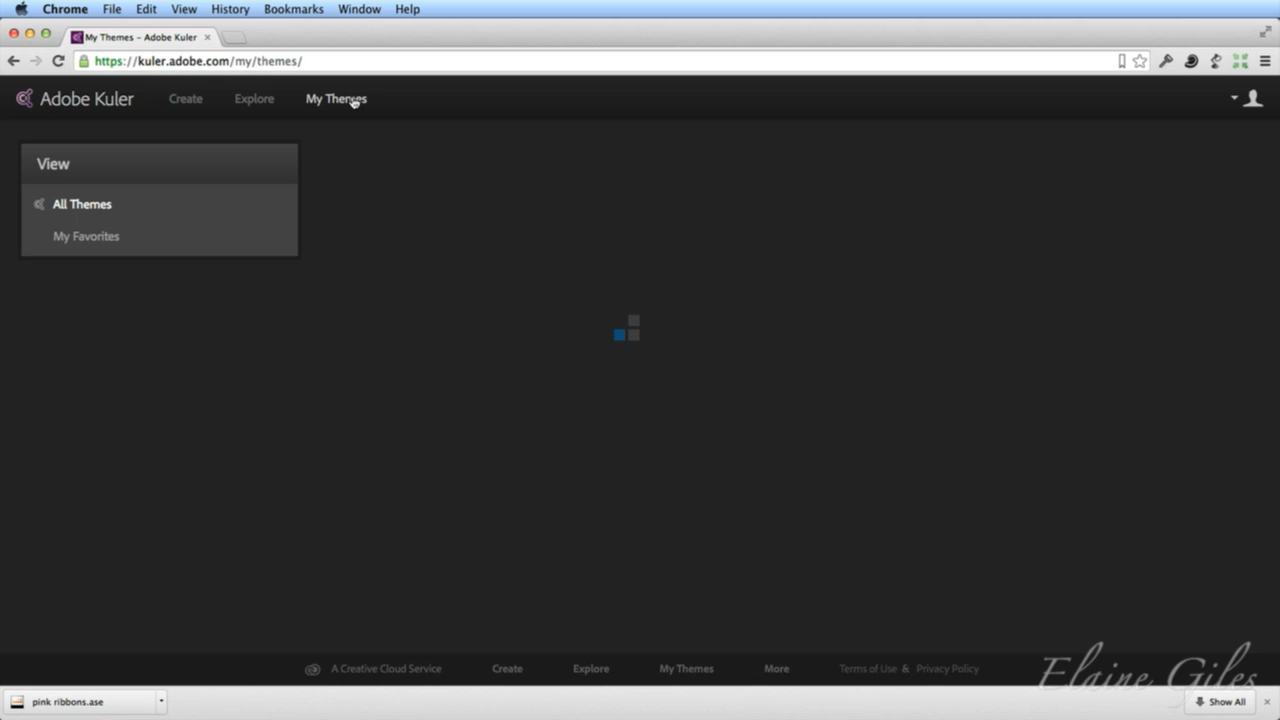 Chrome File Edit View History Bookmarks Window Help
My Themes – Adobe Kuler
https://kuler.adobe.com/my/themes/
Adobe Kuler Create Explore My Themes
View
All Themes
My Favorites
A Creative Cloud Service Create Explore My Themes More Terms of Use & Privacy Policy
Elaine Giles
pink ribbons.ase Show All